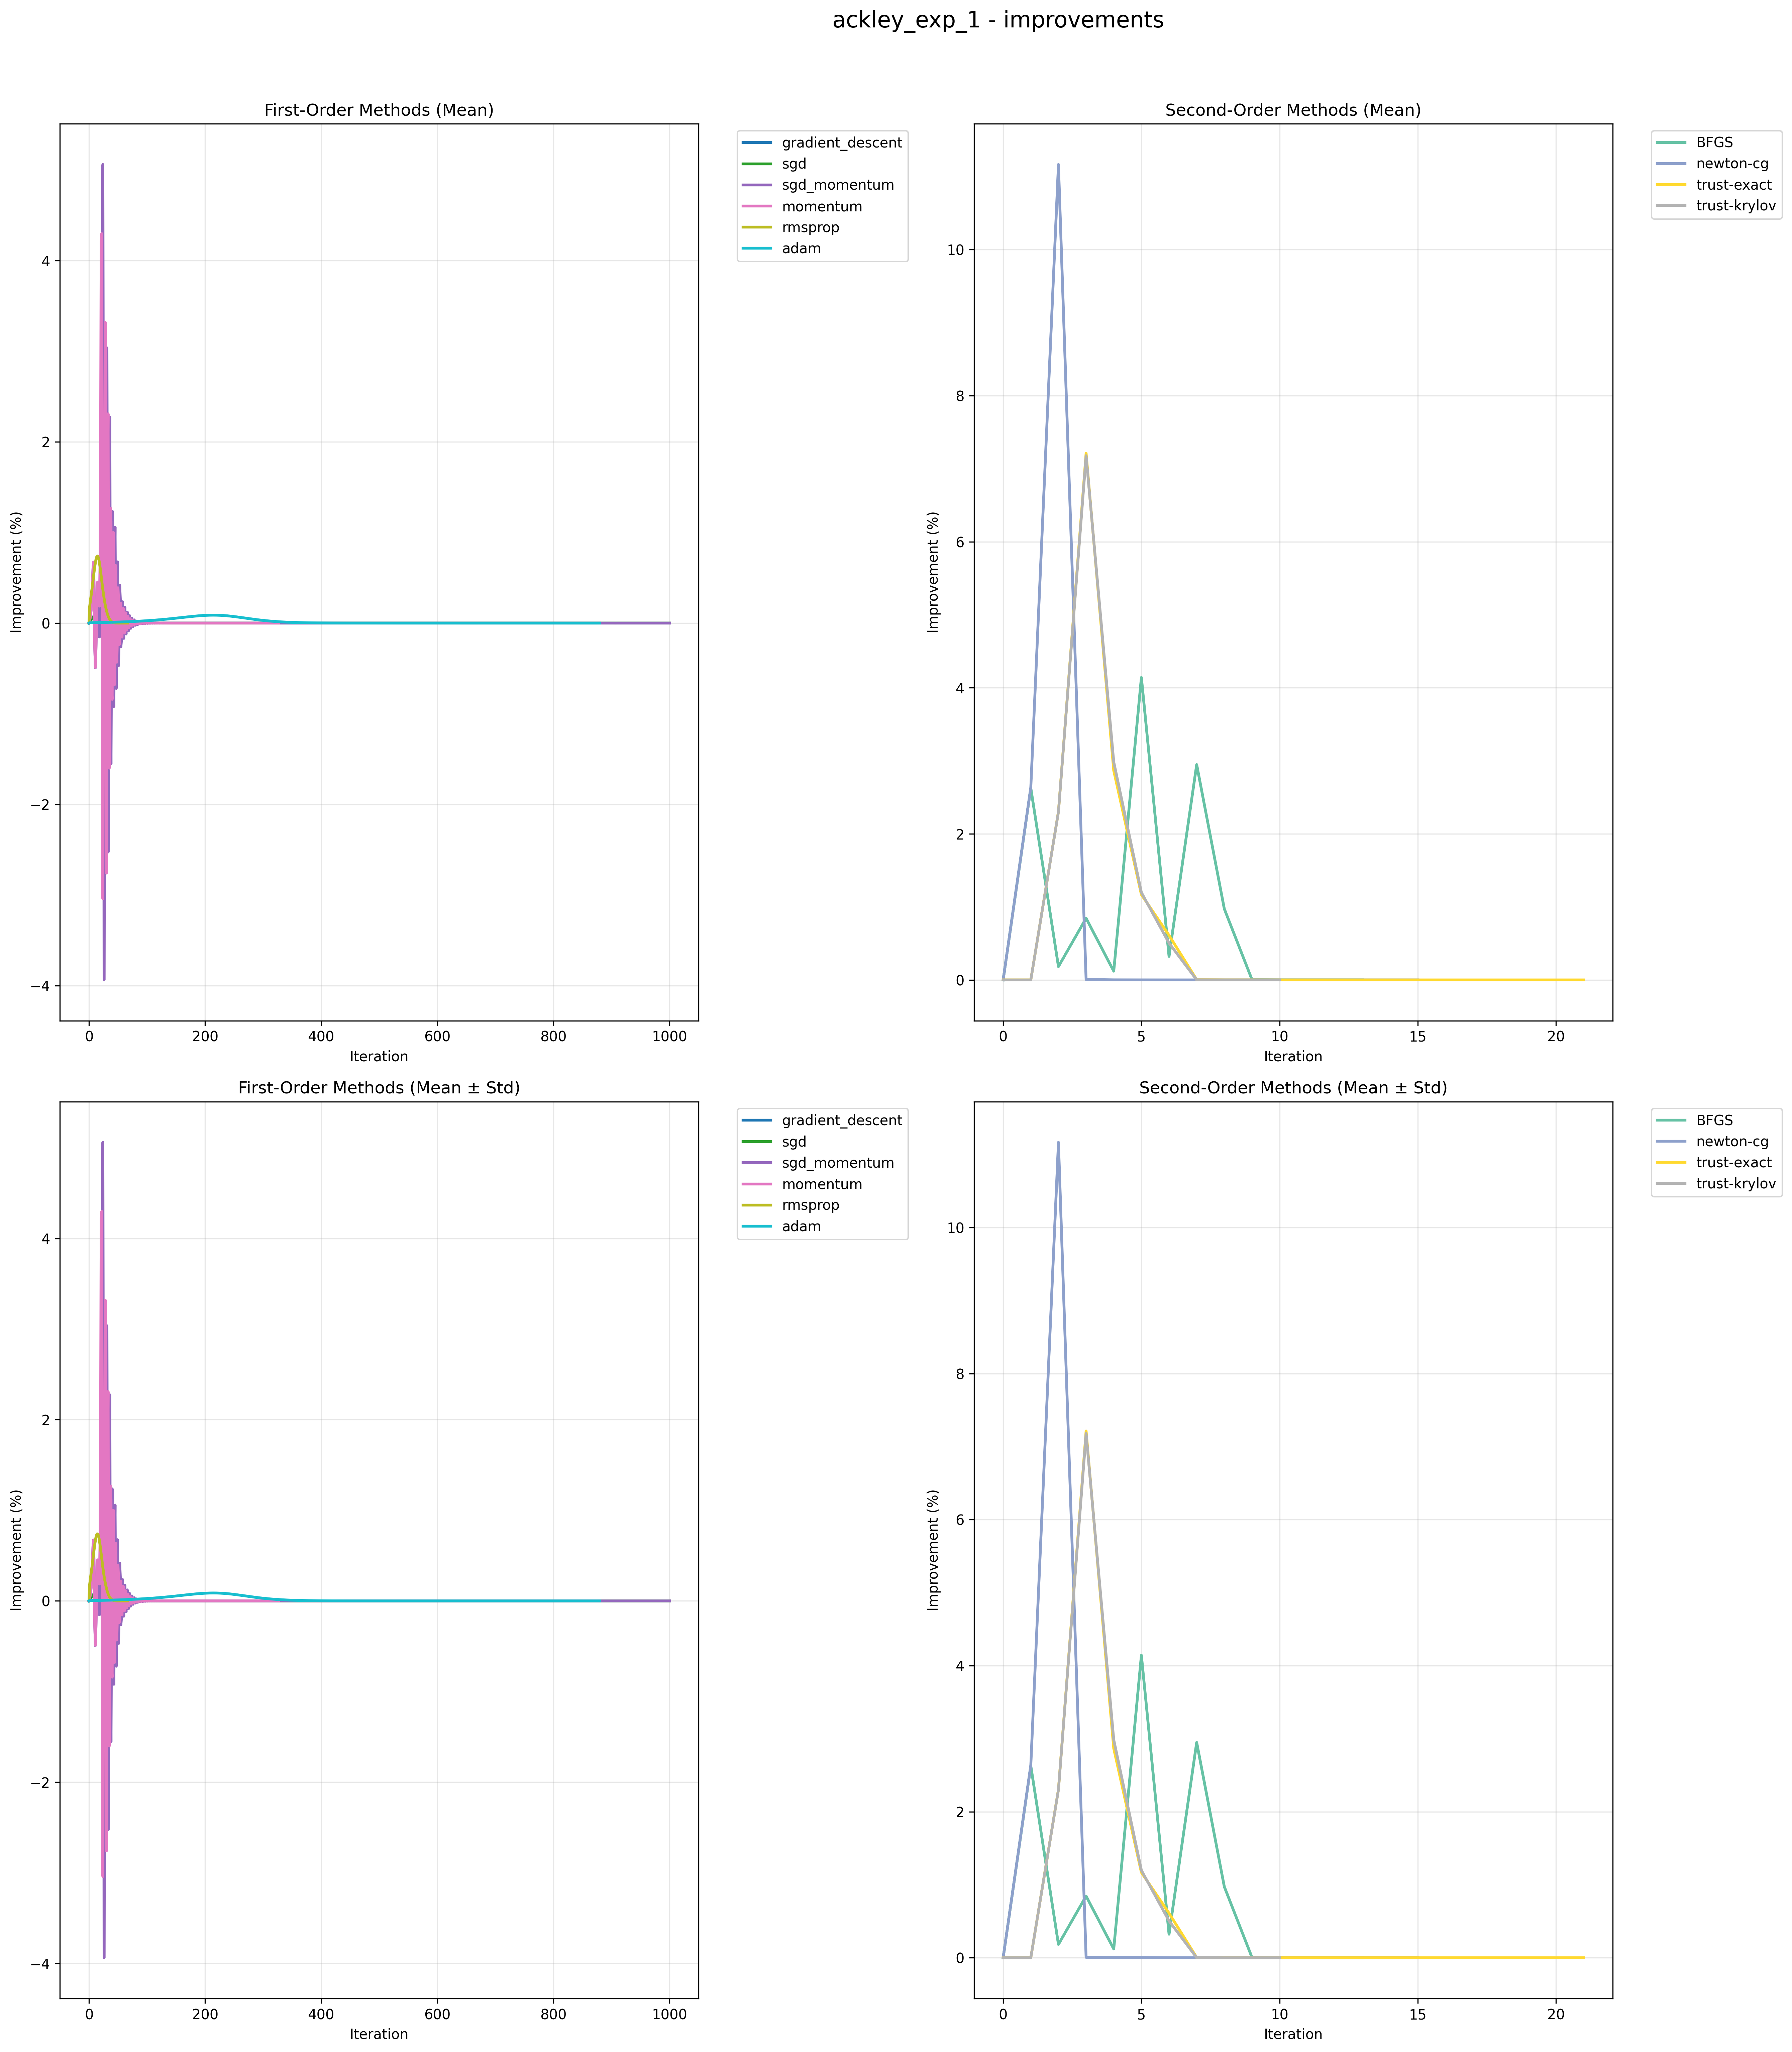 ackley_exp_1 - improvements
First-Order Methods (Mean)
Improvement (%)
4
2
0
−2
−4
0 200 400 600 800 1000
Iteration
gradient_descent
sgd
sgd_momentum
momentum
rmsprop
adam
Second-Order Methods (Mean)
Improvement (%)
10
8
6
4
2
0
0 5 10 15 20
Iteration
BFGS
newton-cg
trust-exact
trust-krylov
First-Order Methods (Mean ± Std)
Improvement (%)
4
2
0
−2
−4
0 200 400 600 800 1000
Iteration
gradient_descent
sgd
sgd_momentum
momentum
rmsprop
adam
Second-Order Methods (Mean ± Std)
Improvement (%)
10
8
6
4
2
0
0 5 10 15 20
Iteration
BFGS
newton-cg
trust-exact
trust-krylov